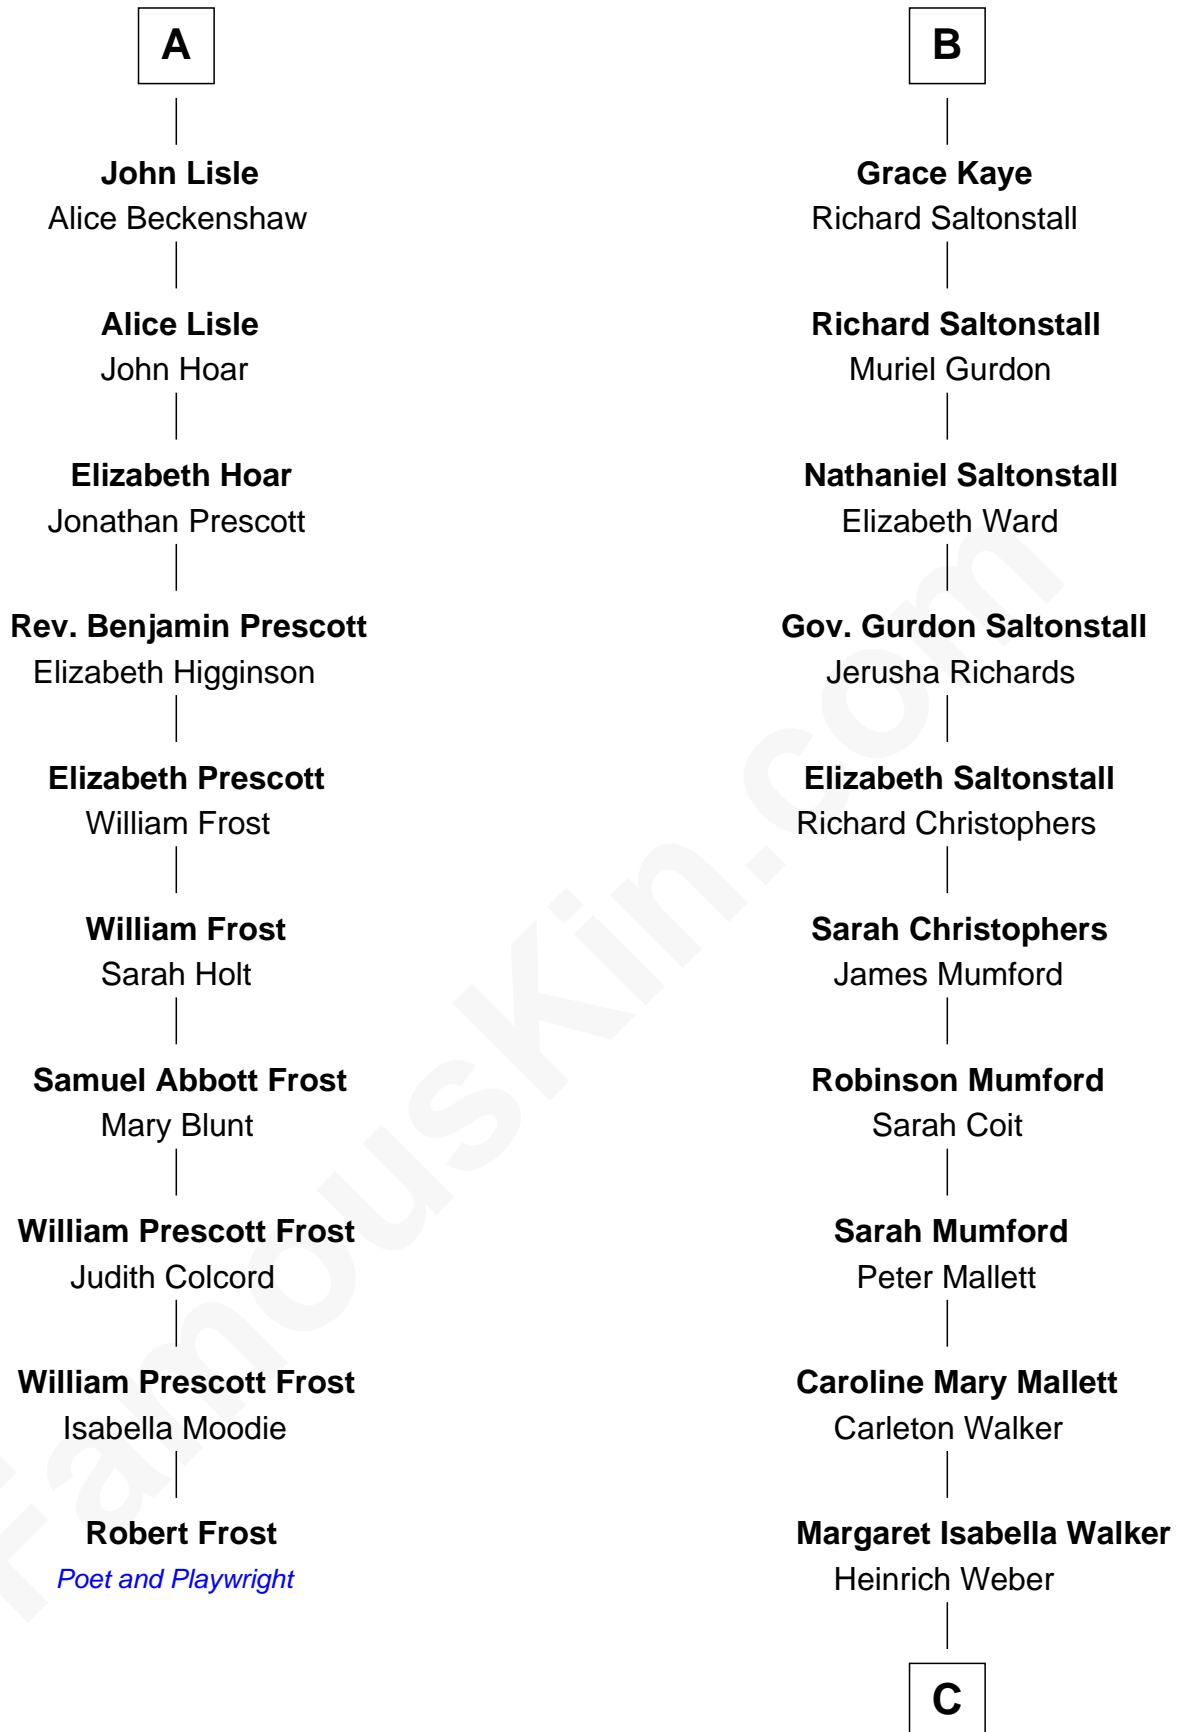 A
John Lisle
Alice Beckenshaw
Alice Lisle
John Hoar
Elizabeth Hoar
Jonathan Prescott
Rev. Benjamin Prescott
Elizabeth Higginson
Elizabeth Prescott
William Frost
William Frost
Sarah Holt
Samuel Abbott Frost
Mary Blunt
William Prescott Frost
Judith Colcord
William Prescott Frost
Isabella Moodie
Robert Frost
Poet and Playwright
B
Grace Kaye
Richard Saltonstall
Richard Saltonstall
Muriel Gurdon
Nathaniel Saltonstall
Elizabeth Ward
Gov. Gurdon Saltonstall
Jerusha Richards
Elizabeth Saltonstall
Richard Christophers
Sarah Christophers
James Mumford
Robinson Mumford
Sarah Coit
Sarah Mumford
Peter Mallett
Caroline Mary Mallett
Carleton Walker
Margaret Isabella Walker
Heinrich Weber
C
FamousKin.com